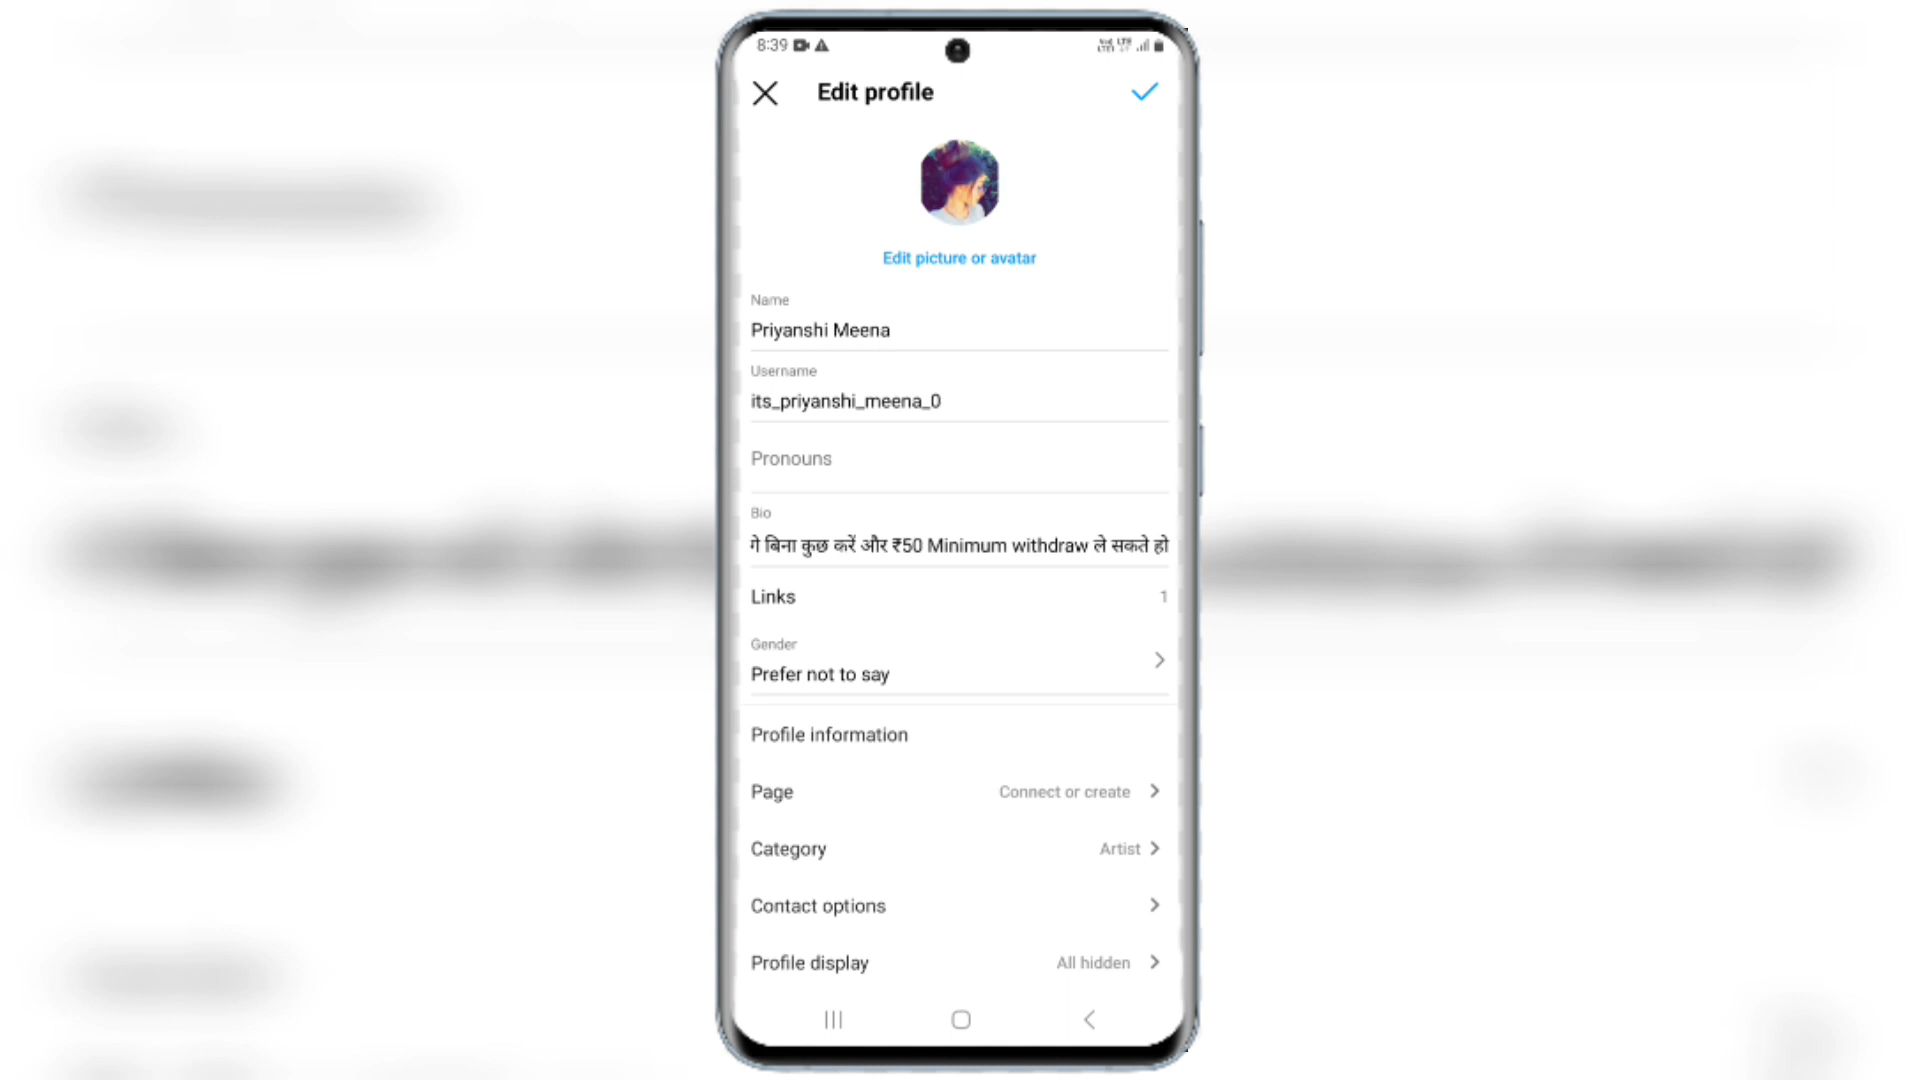 8:39
Edit profile
Edit picture or avatar
Name
Priyanshi Meena
Username
its_priyanshi_meena_0
Pronouns
Bio
गे बिना कुछ करें और ₹50 Minimum withdraw ले सकते हो
Links 1
Gender
Prefer not to say
Profile information
Page Connect or create
Category Artist
Contact options
Profile display All hidden